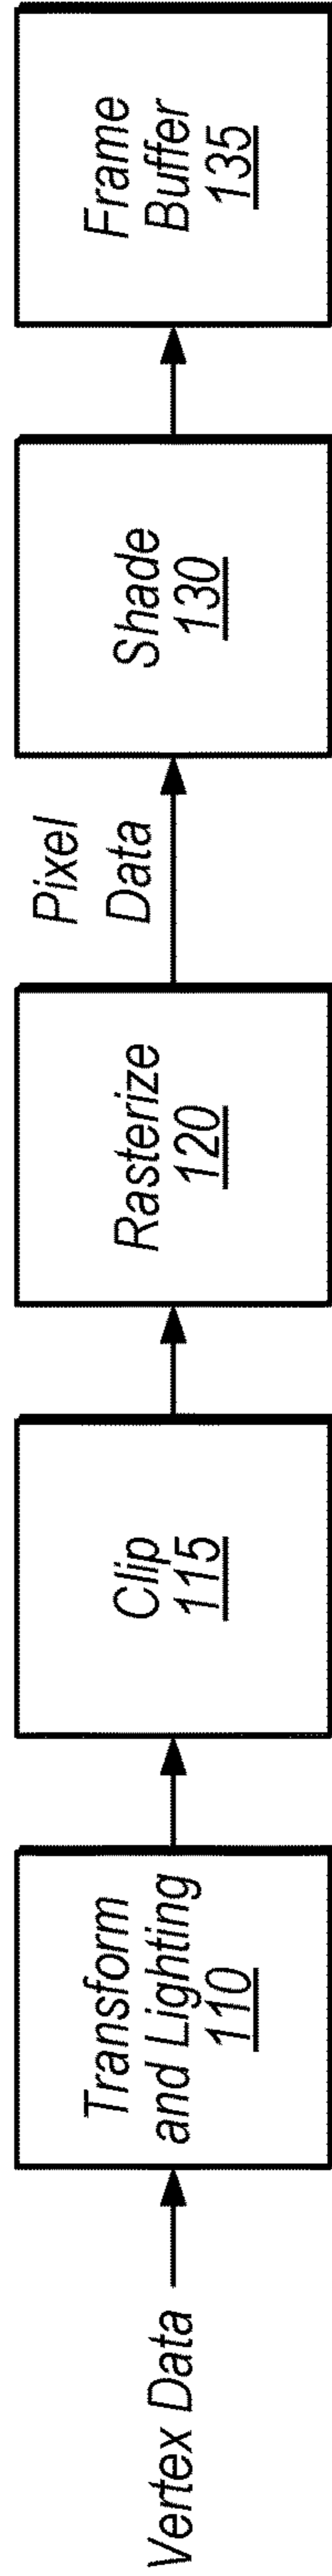 Vertex Data
Transform
and Lighting
110
Clip
115
Rasterize
120
Pixel
Data
Shade
130
Frame
Buffer
135